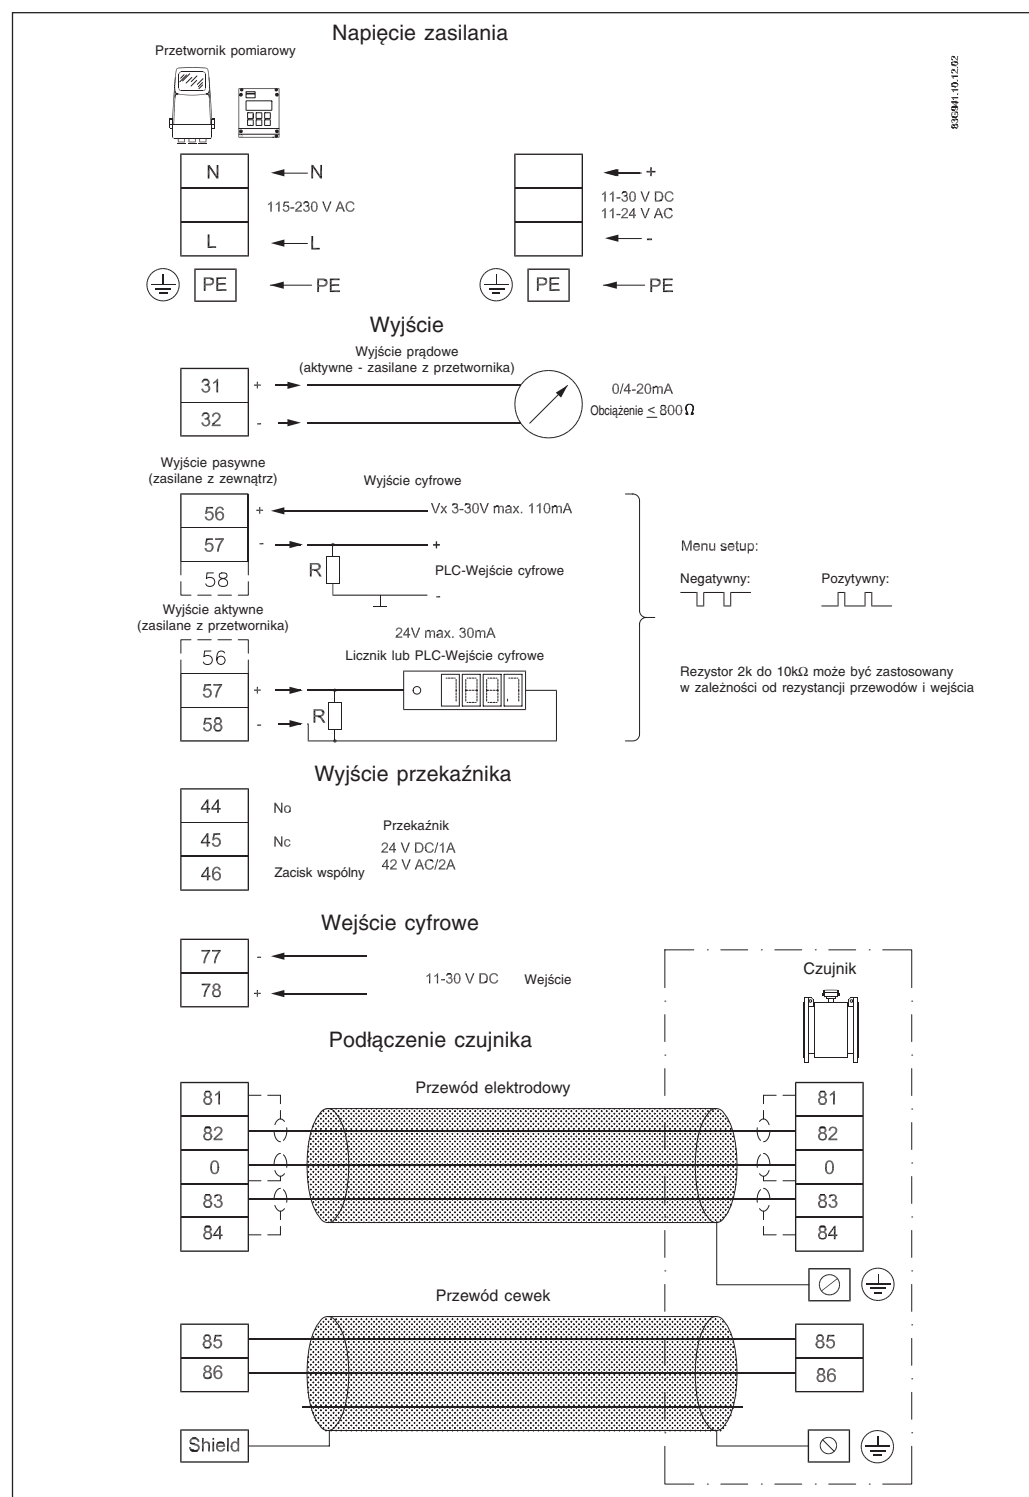 Napięcie zasilania
Przetwornik pomiarowy
83G941.10.12.02
N
N
115-230 V AC
L
L
PE
PE
+
11-30 V DC
11-24 V AC
-
PE
PE
Wyjście
Wyjście prądowe
(aktywne - zasilane z przetwornika)
31
+
32
-
0/4-20mA
Obciążenie ≤ 800Ω
Wyjście pasywne
(zasilane z zewnątrz)
Wyjście cyfrowe
56
+
Vx 3-30V max. 110mA
57
-
+
58
R
PLC-Wejście cyfrowe
-
Menu setup:
Negatywny:
Pozytywny:
Wyjście aktywne
(zasilane z przetwornika)
24V max. 30mA
Licznik lub PLC-Wejście cyfrowe
56
57
+
58
-
R
Rezystor 2k do 10kΩ może być zastosowany
w zależności od rezystancji przewodów i wejścia
Wyjście przekaźnika
44
No
45
Nc
46
Zacisk wspólny
Przekaźnik
24 V DC/1A
42 V AC/2A
Wejście cyfrowe
77
-
78
+
11-30 V DC
Wejście
Czujnik
Podłączenie czujnika
Przewód elektrodowy
81
82
0
83
84
81
82
0
83
84
Przewód cewek
85
86
85
86
Shield